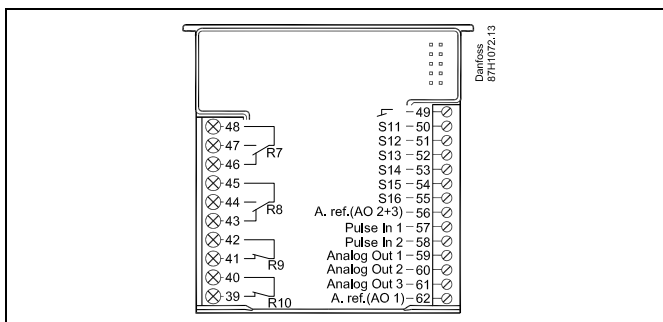 Danfoss
87H1072.13
48
47
R7
46
45
44
R8
43
42
41
R9
40
39
R10
49
S11 50
S12 51
S13 52
S14 53
S15 54
S16 55
A. ref.(AO 2+3) 56
Pulse In 1 57
Pulse In 2 58
Analog Out 1 59
Analog Out 2 60
Analog Out 3 61
A. ref.(AO 1) 62